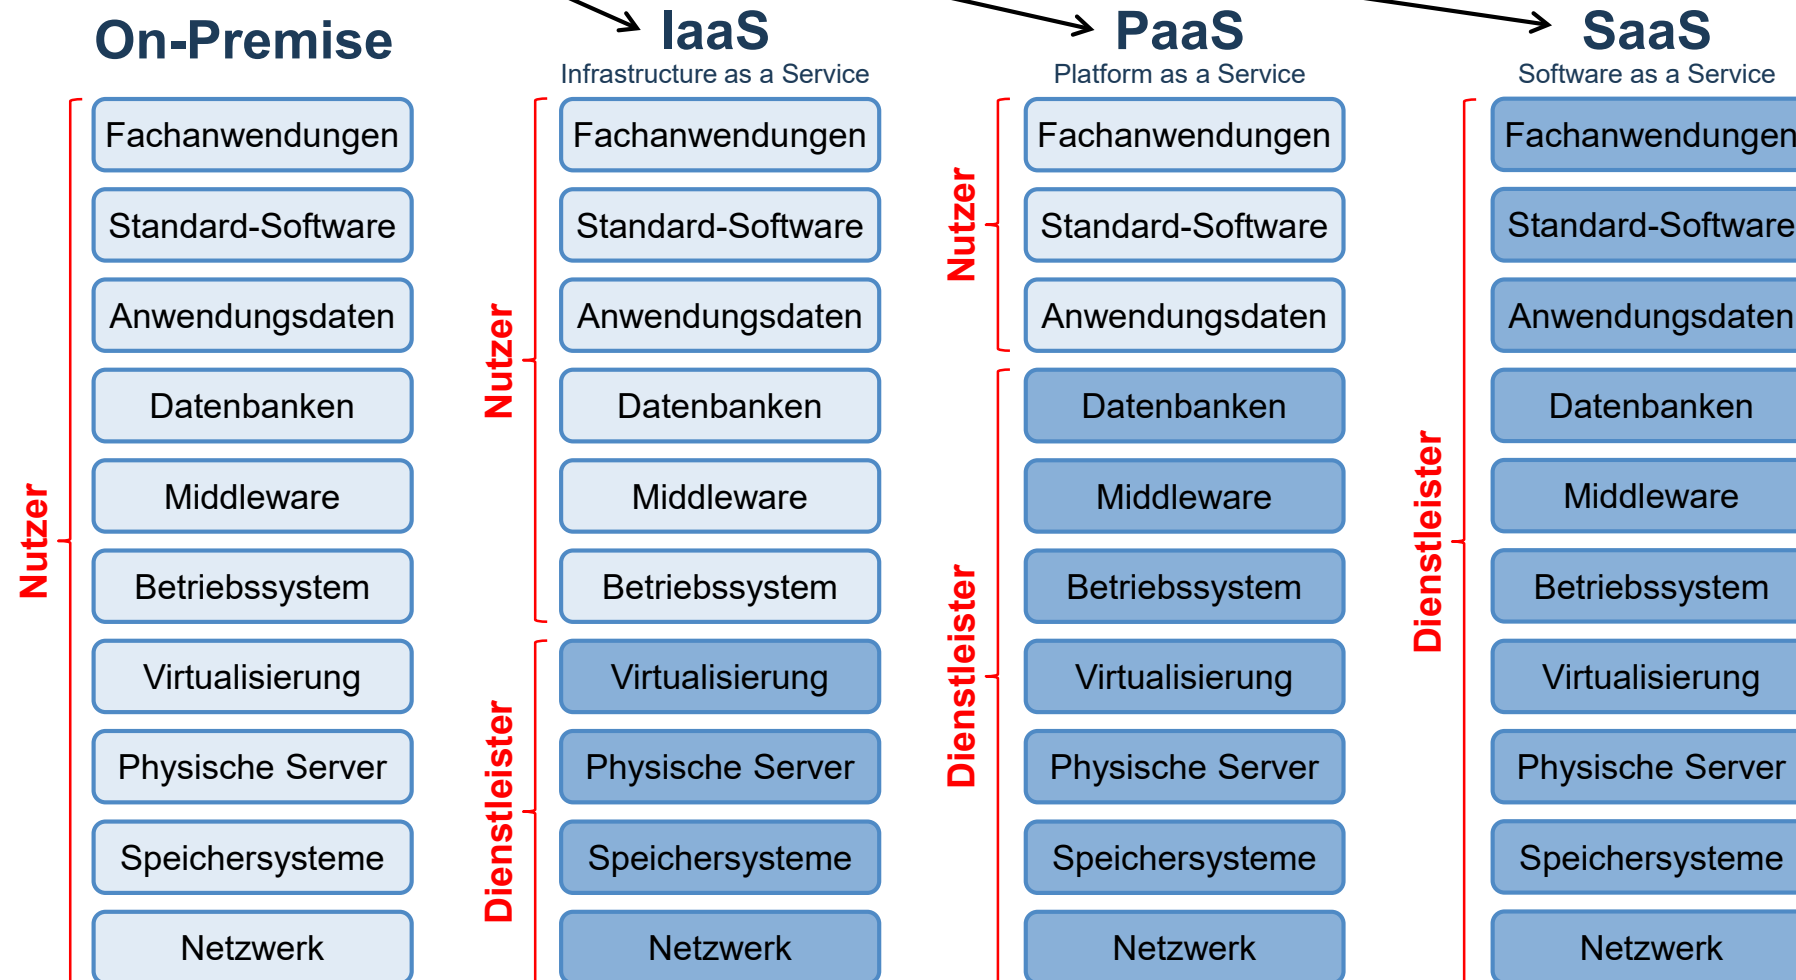 On-Premise
Nutzer
Fachanwendungen
Standard-Software
Anwendungsdaten
Datenbanken
Middleware
Betriebssystem
Virtualisierung
Physische Server
Speichersysteme
Netzwerk
IaaS
Infrastructure as a Service
Nutzer
Dienstleister
Fachanwendungen
Standard-Software
Anwendungsdaten
Datenbanken
Middleware
Betriebssystem
Virtualisierung
Physische Server
Speichersysteme
Netzwerk
PaaS
Platform as a Service
Nutzer
Dienstleister
Fachanwendungen
Standard-Software
Anwendungsdaten
Datenbanken
Middleware
Betriebssystem
Virtualisierung
Physische Server
Speichersysteme
Netzwerk
SaaS
Software as a Service
Dienstleister
Fachanwendungen
Standard-Software
Anwendungsdaten
Datenbanken
Middleware
Betriebssystem
Virtualisierung
Physische Server
Speichersysteme
Netzwerk